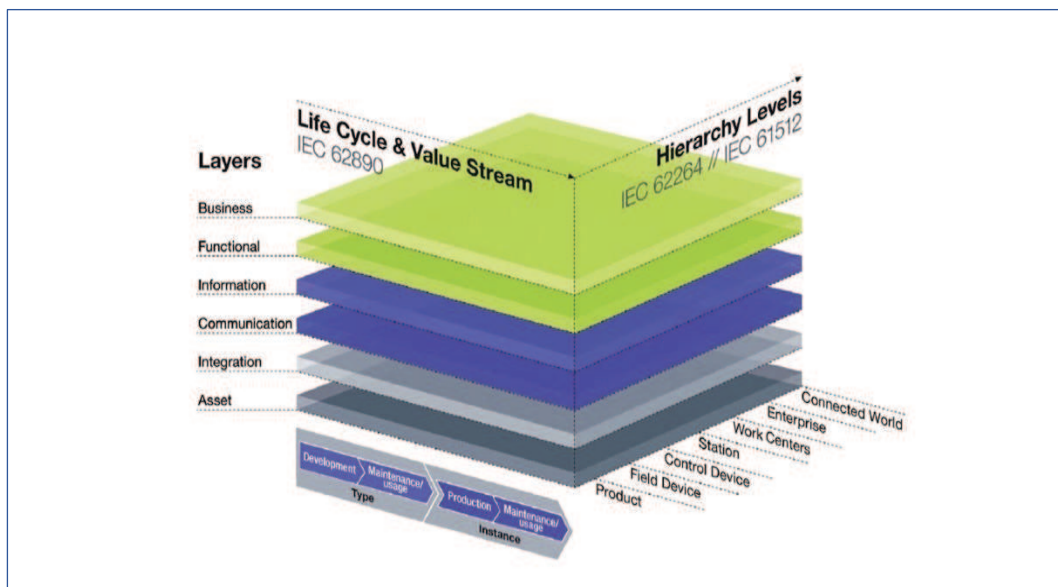 Life Cycle & Value Stream
IEC 62890
Hierarchy Levels
IEC 62264 // IEC 61512
Layers
Business
Functional
Information
Communication
Integration
Asset
Connected World
Enterprise
Work Centers
Station
Control Device
Field Device
Product
Development
Maintenance/
usage
Type
Production
Maintenance/
usage
Instance